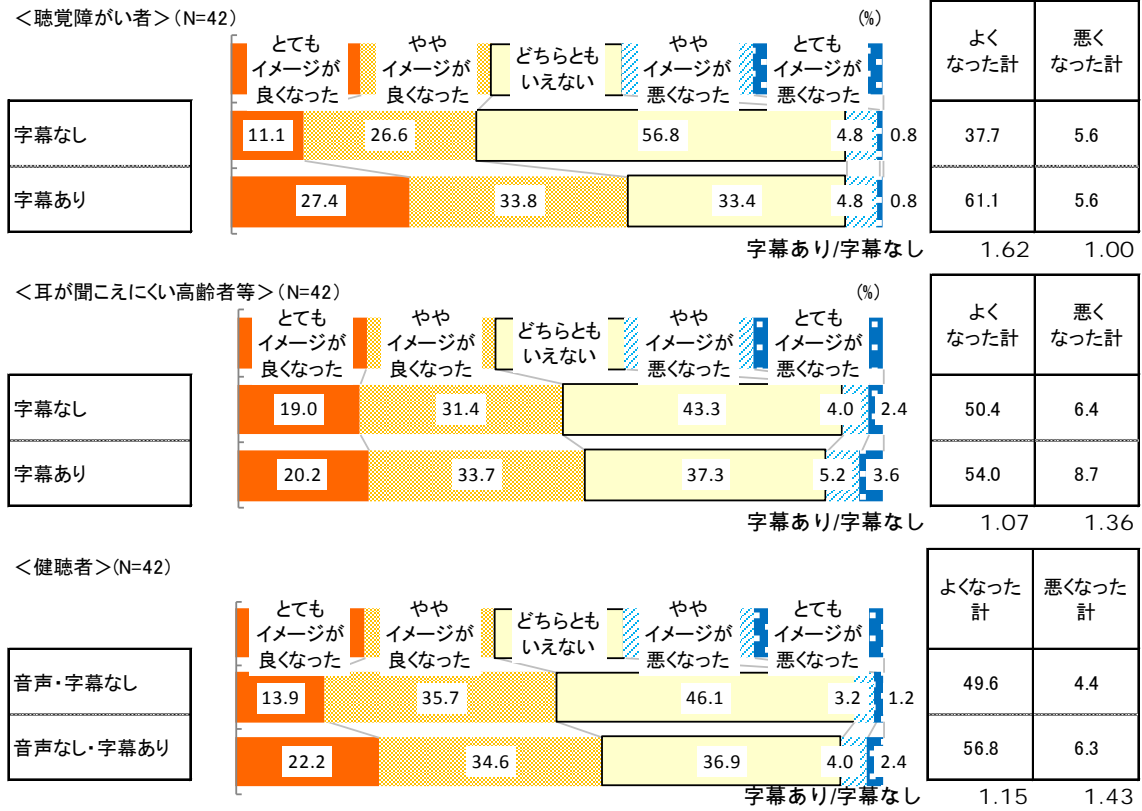 ＜聴覚障がい者＞(N=42)
(%)
とても
イメージが
良くなった
やや
イメージが
良くなった
どちらとも
いえない
やや
イメージが
悪くなった
とても
イメージが
悪くなった
よく
なった計
悪く
なった計
字幕なし
11.1 26.6 56.8 4.8 0.8 37.7 5.6
字幕あり
27.4 33.8 33.4 4.8 0.8 61.1 5.6
字幕あり/字幕なし 1.62 1.00
＜耳が聞こえにくい高齢者等＞(N=42)
(%)
とても
イメージが
良くなった
やや
イメージが
良くなった
どちらとも
いえない
やや
イメージが
悪くなった
とても
イメージが
悪くなった
よく
なった計
悪く
なった計
字幕なし
19.0 31.4 43.3 4.0 2.4 50.4 6.4
字幕あり
20.2 33.7 37.3 5.2 3.6 54.0 8.7
字幕あり/字幕なし 1.07 1.36
＜健聴者＞(N=42)
とても
イメージが
良くなった
やや
イメージが
良くなった
どちらとも
いえない
やや
イメージが
悪くなった
とても
イメージが
悪くなった
よくなった
計
悪くなった
計
音声・字幕なし
13.9 35.7 46.1 3.2 1.2 49.6 4.4
音声なし・字幕あり
22.2 34.6 36.9 4.0 2.4 56.8 6.3
字幕あり/字幕なし 1.15 1.43